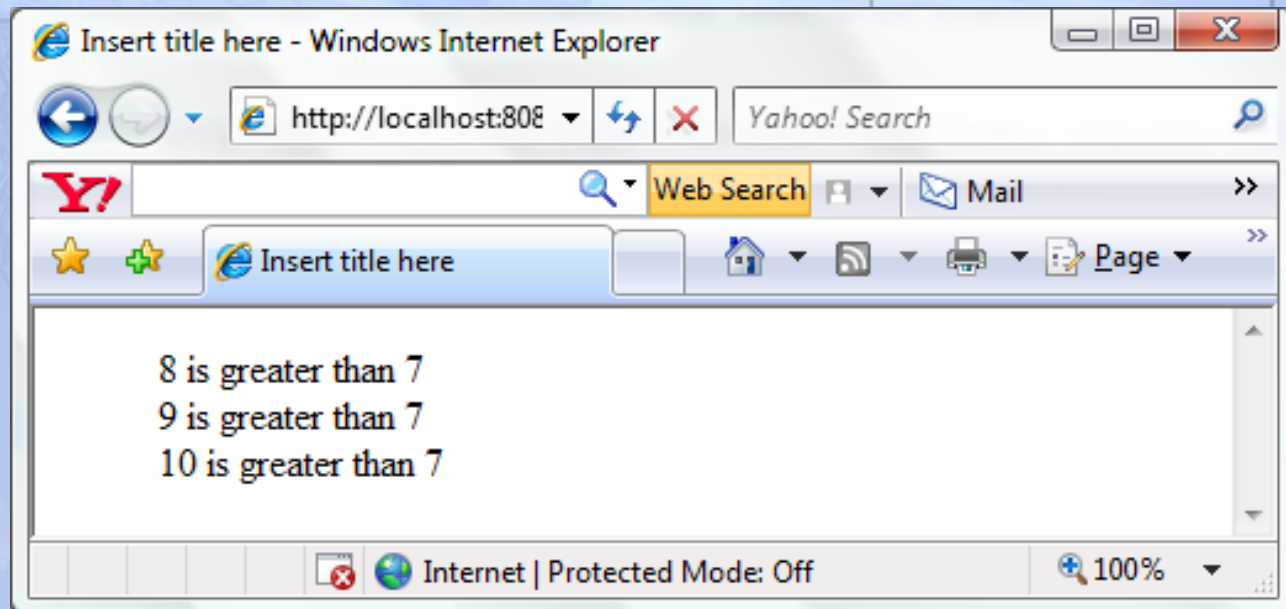 Insert title here - Windows Internet Explorer
http://localhost:808
Yahoo! Search
Y! Web Search Mail »
Insert title here Page »
8 is greater than 7
9 is greater than 7
10 is greater than 7
Internet | Protected Mode: Off 100%